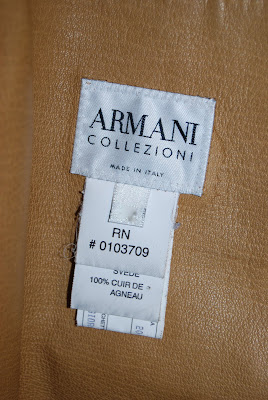 ARMANI
COLLEZIONI
MADE IN ITALY
RN
# 0103709
SVEDE
100% CUIR DE
AGNEAU